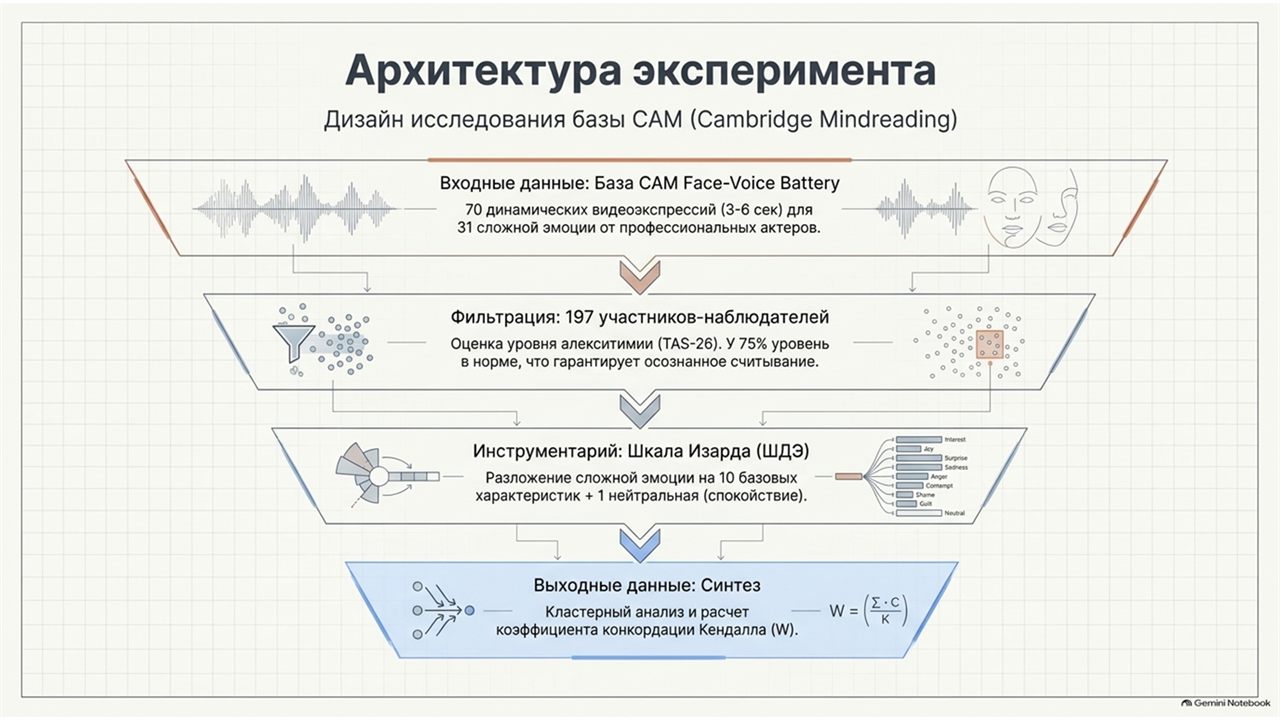 Архитектура эксперимента
Дизайн исследования базы CAM (Cambridge Mindreading)
Входные данные: База CAM Face-Voice Battery
70 динамических видеоэкспрессий (3-6 сек) для
31 сложной эмоции от профессиональных актеров.
Фильтрация: 197 участников-наблюдателей
Оценка уровня алекситимии (TAS-26). У 75% уровень
в норме, что гарантирует осознанное считывание.
Инструментарий: Шкала Изарда (ШДЭ)
Разложение сложной эмоции на 10 базовых
характеристик + 1 нейтральная (спокойствие).
Interest
Joy
Surprise
Sadness
Anger
Contampt
Shame
Guilt
Neutral
Выходные данные: Синтез
Кластерный анализ и расчет
коэффициента конкордации Кендалла (W).
W = (Σ · C / K)
Gemini Notebook